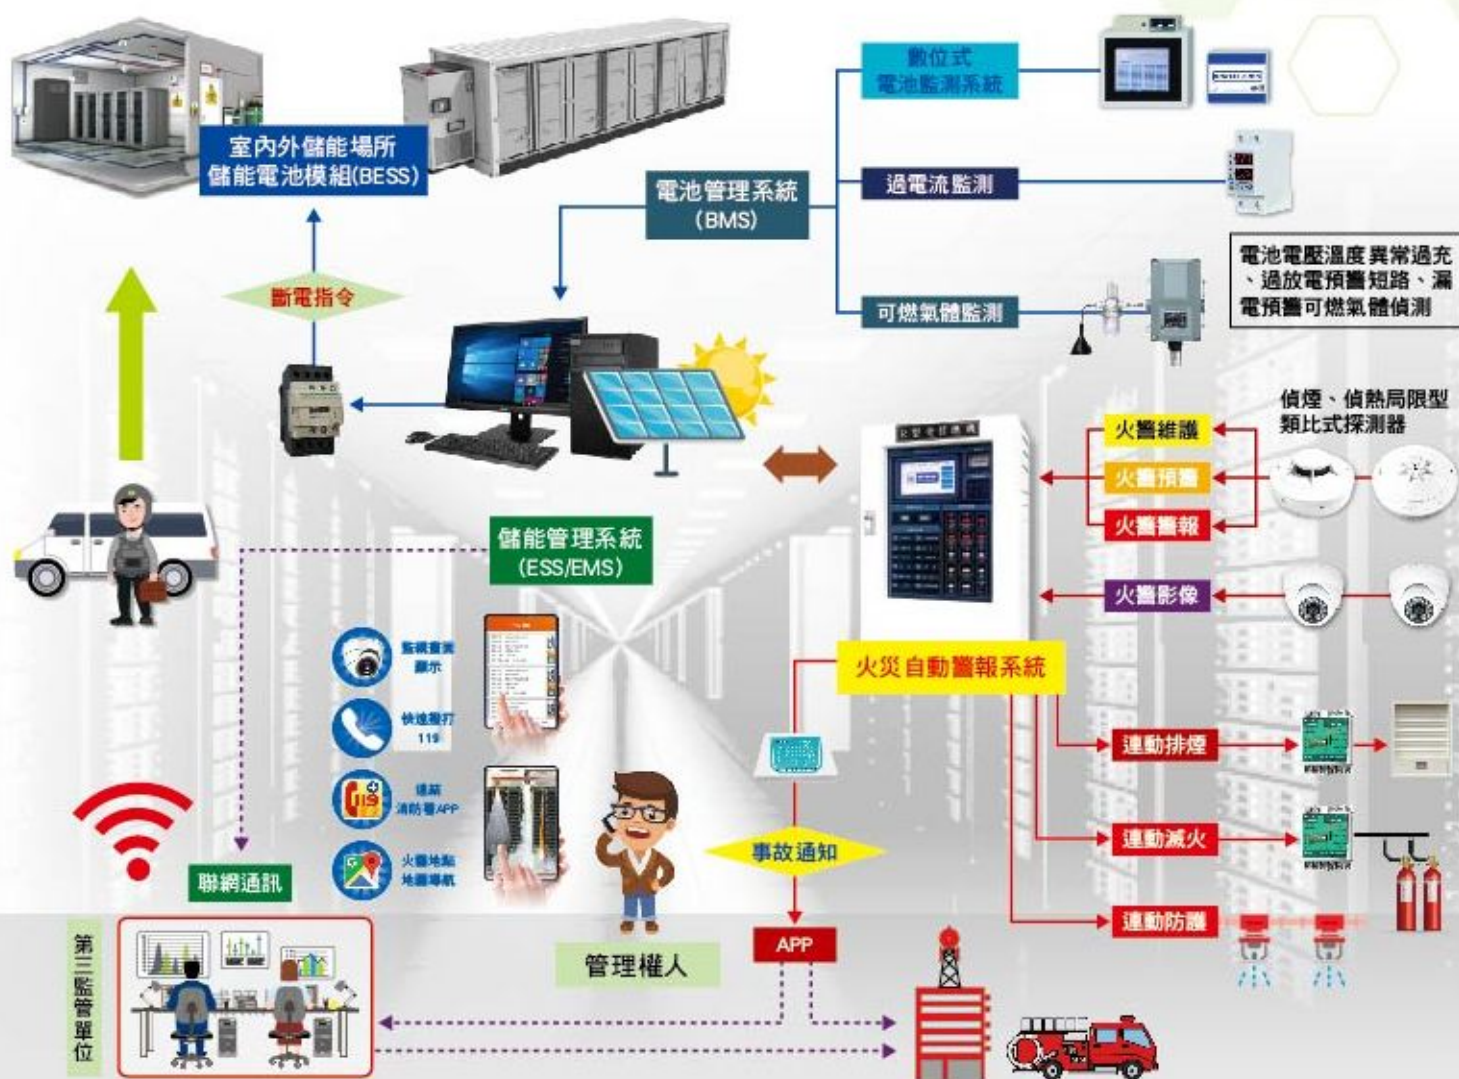 數位式
電池監測系統
室內外儲能場所
儲能電池模組(BESS)
電池管理系統
(BMS)
過電流監測
電池電壓溫度異常過充
、過放電預警短路、漏
電預警可燃氣體偵測
斷電指令
可燃氣體監測
偵煙、偵熱局限型
類比式探測器
火警維護
火警預警
火警警報
儲能管理系統
(ESS/EMS)
火警影像
監視畫面
顯示
火災自動警報系統
快速撥打
119
連動排煙
連結
消防署APP
事故通知
連動滅火
火警地點
地圖導航
聯網通訊
連動防護
第三監管單位
管理權人
APP